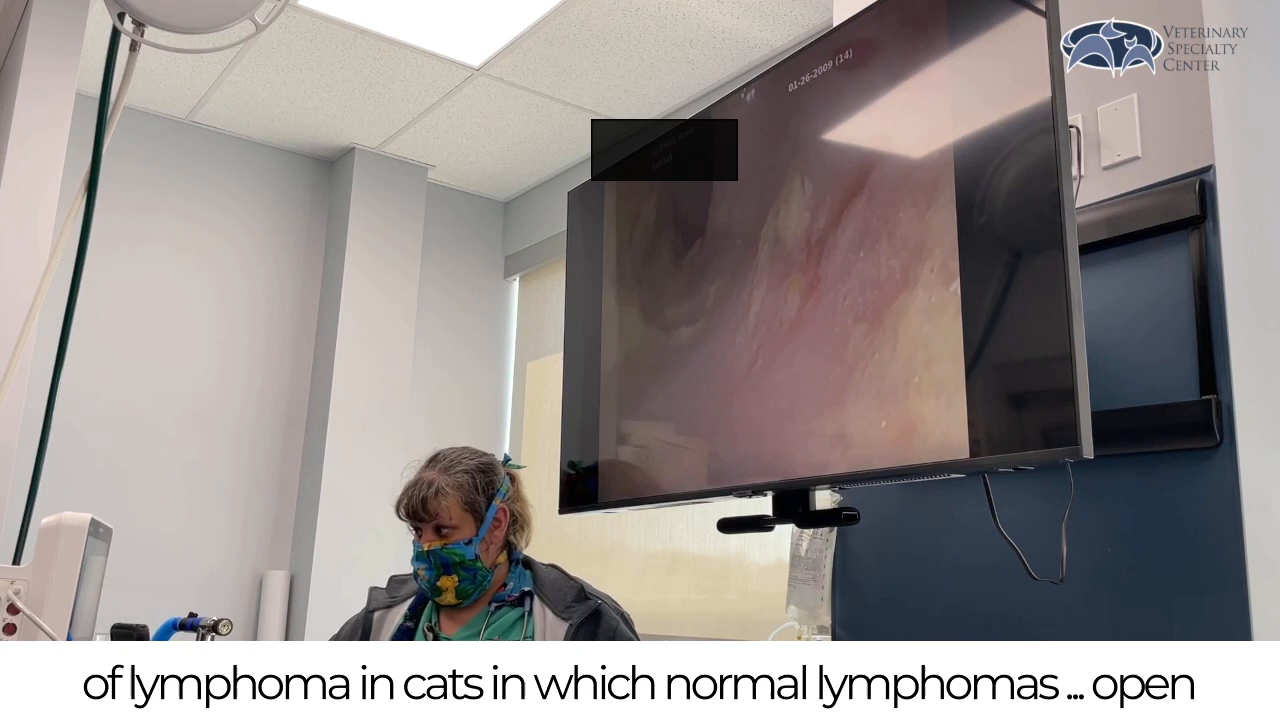 VETERINARY
SPECIALTY
CENTER
01-26-2009 (14)
of lymphoma in cats in which normal lymphomas ... open